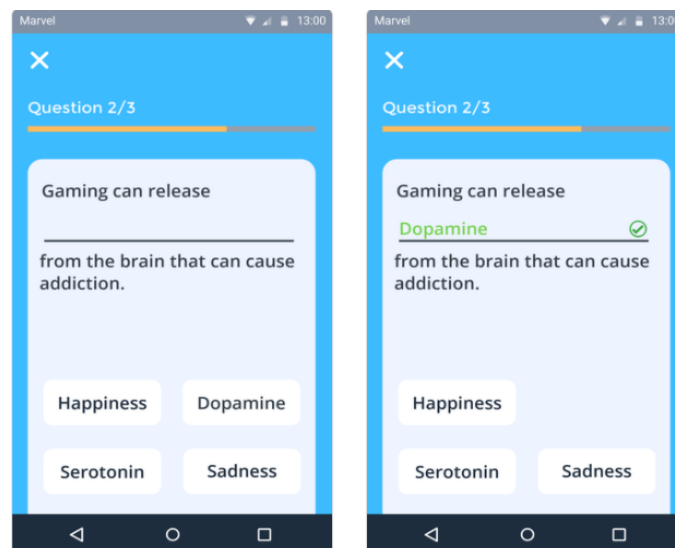 Marvel 13:00
Question 2/3
Gaming can release
from the brain that can cause
addiction.
Happiness Dopamine
Serotonin Sadness
Marvel 13:0
Question 2/3
Gaming can release
Dopamine
from the brain that can cause
addiction.
Happiness
Serotonin Sadness